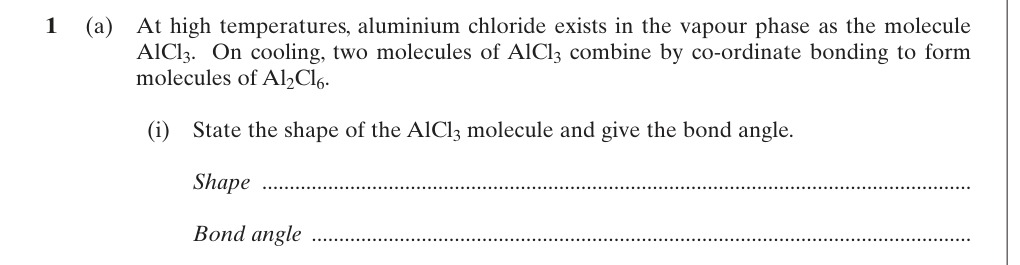 1 (a) At high temperatures, aluminium chloride exists in the vapour phase as the molecule
AlCl₃. On cooling, two molecules of AlCl₃ combine by co-ordinate bonding to form
molecules of Al₂Cl₆.
(i) State the shape of the AlCl₃ molecule and give the bond angle.
Shape ..........................................................................................................................
Bond angle ..................................................................................................................